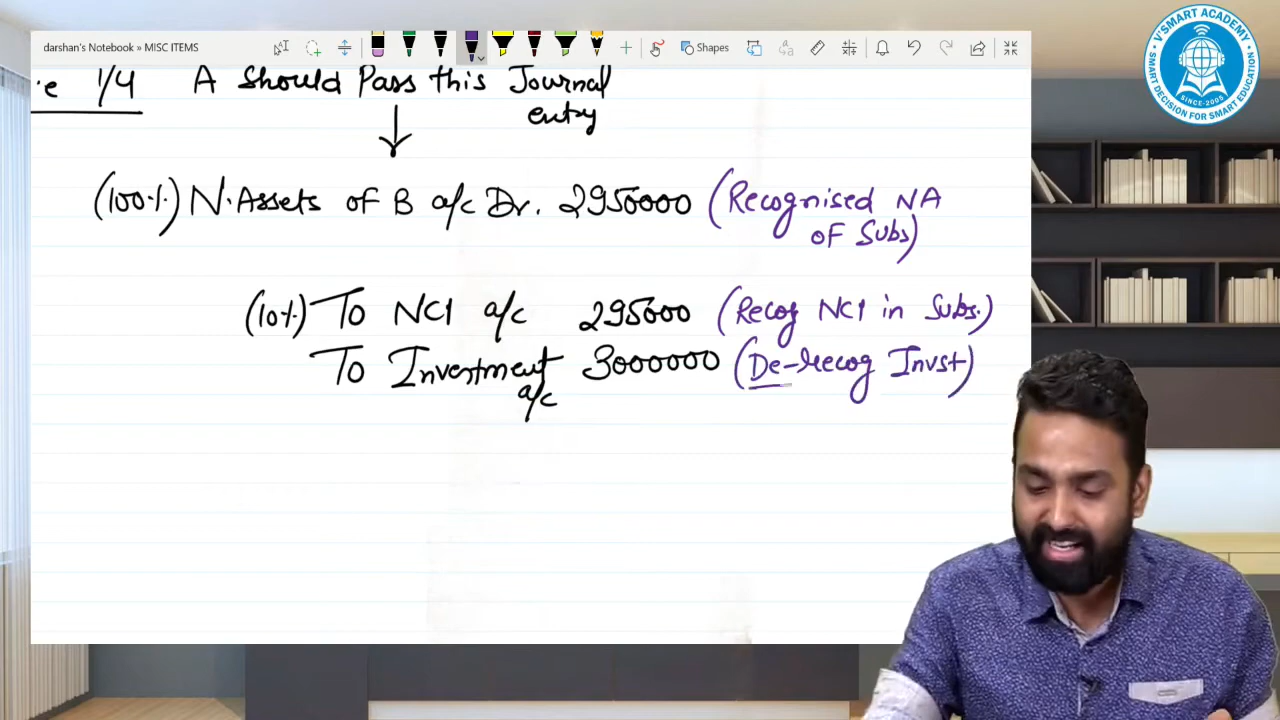 darshan's Notebook » MISC ITEMS
Shapes
V'SMART ACADEMY
SINCE-2005
SMART DECISION FOR SMART EDUCATION
1/4 A Should Pass this Journal
entry
(100%) N.Assets of B a/c Dr. 2950000 (Recognised NA
of Subs)
(10%) To NCI a/c 295000 (Recog NCI in Subs.)
To Investment 3000000 (De-recog Invst)
a/c